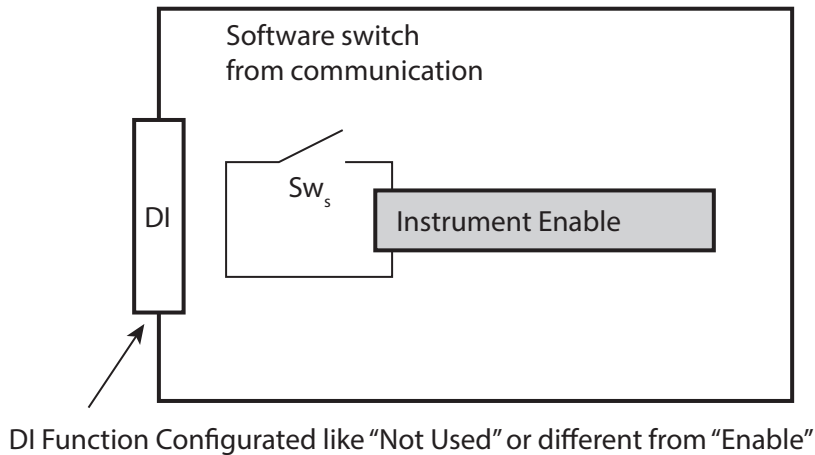 Software switch
from communication
Sws
DI
Instrument Enable
DI Function Configurated like “Not Used” or different from “Enable”